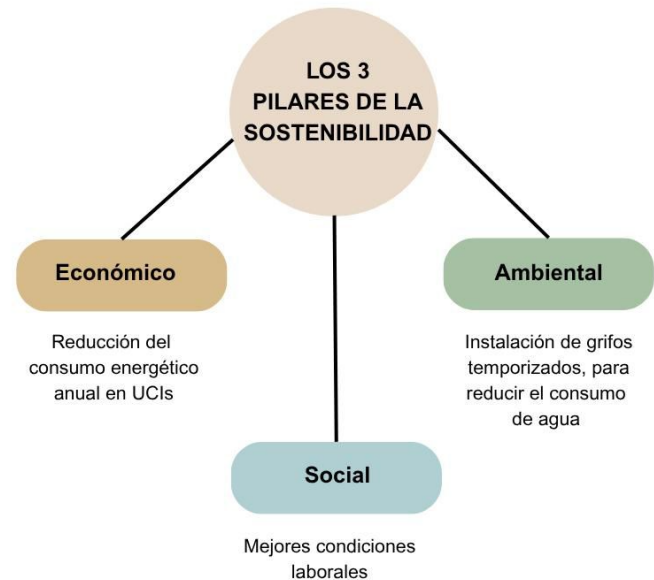 LOS 3
PILARES DE LA
SOSTENIBILIDAD
Económico
Reducción del
consumo energético
anual en UCIs
Ambiental
Instalación de grifos
temporizados, para
reducir el consumo
de agua
Social
Mejores condiciones
laborales